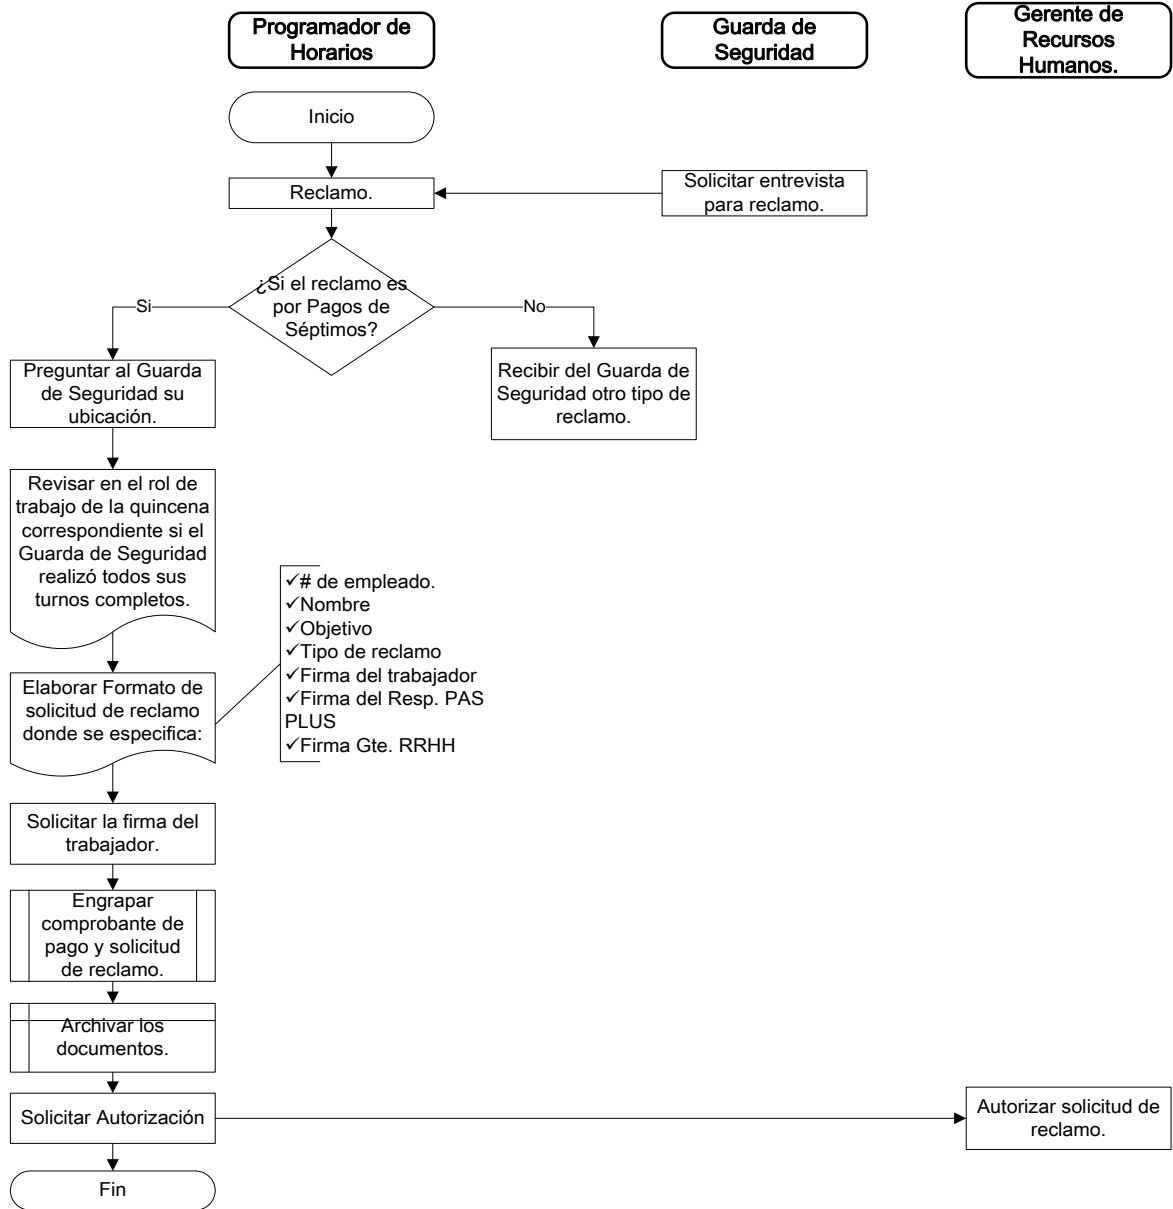 Programador de
Horarios
Guarda de
Seguridad
Gerente de
Recursos
Humanos.
Inicio
Reclamo.
Solicitar entrevista
para reclamo.
¿Si el reclamo es
por Pagos de
Séptimos?
Si
No
Preguntar al Guarda
de Seguridad su
ubicación.
Recibir del Guarda de
Seguridad otro tipo de
reclamo.
Revisar en el rol de
trabajo de la quincena
correspondiente si el
Guarda de Seguridad
realizó todos sus
turnos completos.
✓# de empleado.
✓Nombre
✓Objetivo
✓Tipo de reclamo
✓Firma del trabajador
✓Firma del Resp. PAS
PLUS
✓Firma Gte. RRHH
Elaborar Formato de
solicitud de reclamo
donde se especifica:
Solicitar la firma del
trabajador.
Engrapar
comprobante de
pago y solicitud
de reclamo.
Archivar los
documentos.
Solicitar Autorización
Autorizar solicitud de
reclamo.
Fin